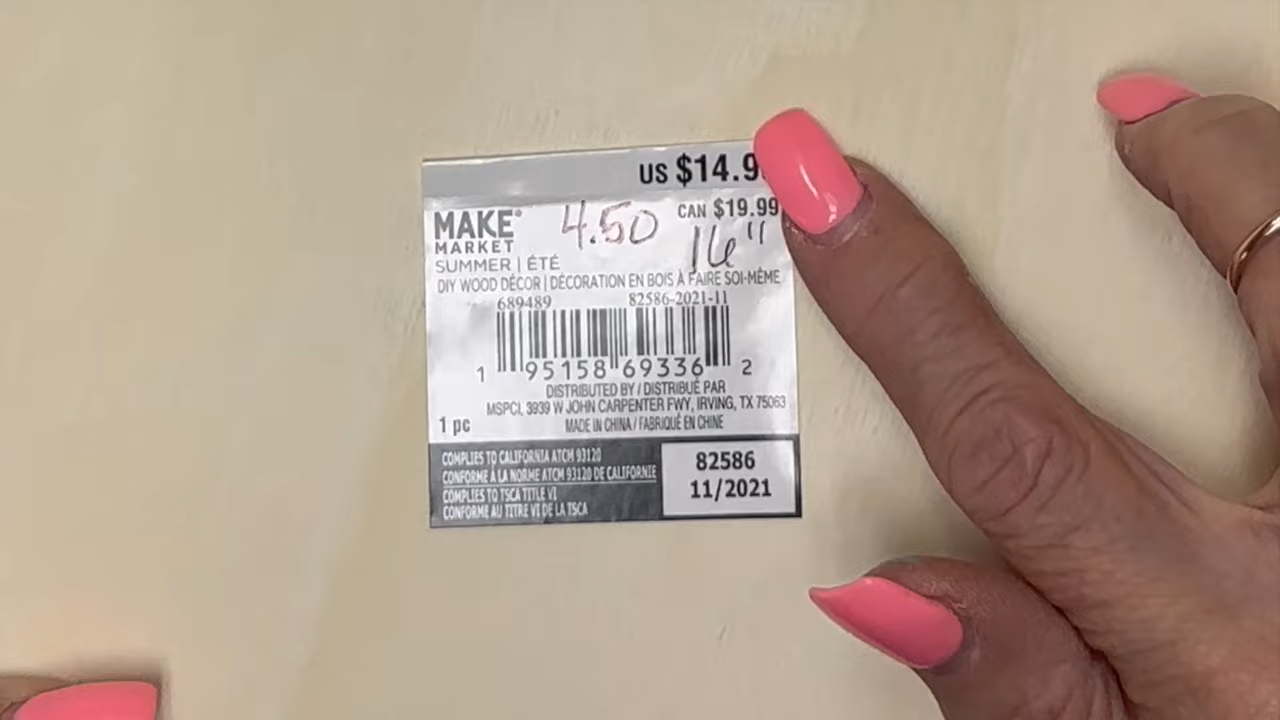 US $14.9
MAKE®
MARKET
4.50
CAN $19.99
16"
SUMMER | ÉTÉ
DIY WOOD DÉCOR | DÉCORATION EN BOIS À FAIRE SOI-MÊME
689489 82586-2021-11
1 95158 69336 2
DISTRIBUTED BY / DISTRIBUÉ PAR
MSPCI, 3939 W JOHN CARPENTER FWY, IRVING, TX 75063
1 pc
MADE IN CHINA / FABRIQUÉ EN CHINE
COMPLIES TO CALIFORNIA ATCM 93120
CONFORME À LA NORME ATCM 93120 DE CALIFORNIE
COMPLIES TO TSCA TITLE VI
CONFORME AU TITRE VI DE LA TSCA
82586
11/2021